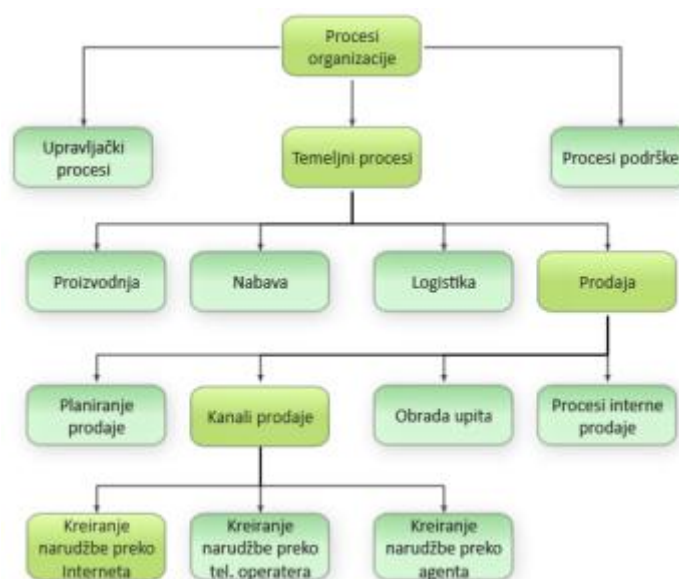 Procesi
organizacije
Upravljački
procesi
Temeljni procesi
Procesi podrške
Proizvodnja
Nabava
Logistika
Prodaja
Planiranje
prodaje
Kanali prodaje
Obrada upita
Procesi interne
prodaje
Kreiranje
narudžbe preko
Interneta
Kreiranje
narudžbe preko
tel. operatera
Kreiranje
narudžbe preko
agenta